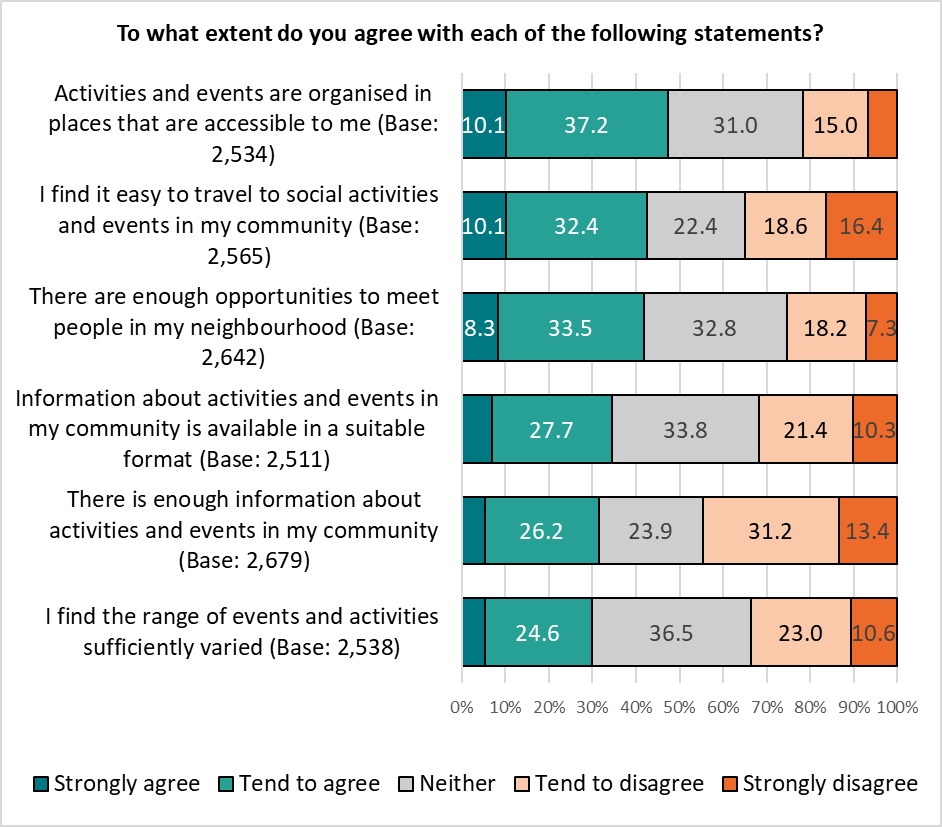 To what extent do you agree with each of the following statements?
Activities and events are organised in
places that are accessible to me (Base:
2,534)
10.1 37.2 31.0 15.0
I find it easy to travel to social activities
and events in my community (Base:
2,565)
10.1 32.4 22.4 18.6 16.4
There are enough opportunities to meet
people in my neighbourhood (Base:
2,642)
8.3 33.5 32.8 18.2 7.3
Information about activities and events in
my community is available in a suitable
format (Base: 2,511)
27.7 33.8 21.4 10.3
There is enough information about
activities and events in my community
(Base: 2,679)
26.2 23.9 31.2 13.4
I find the range of events and activities
sufficiently varied (Base: 2,538)
24.6 36.5 23.0 10.6
0% 10% 20% 30% 40% 50% 60% 70% 80% 90% 100%
Strongly agree Tend to agree Neither Tend to disagree Strongly disagree